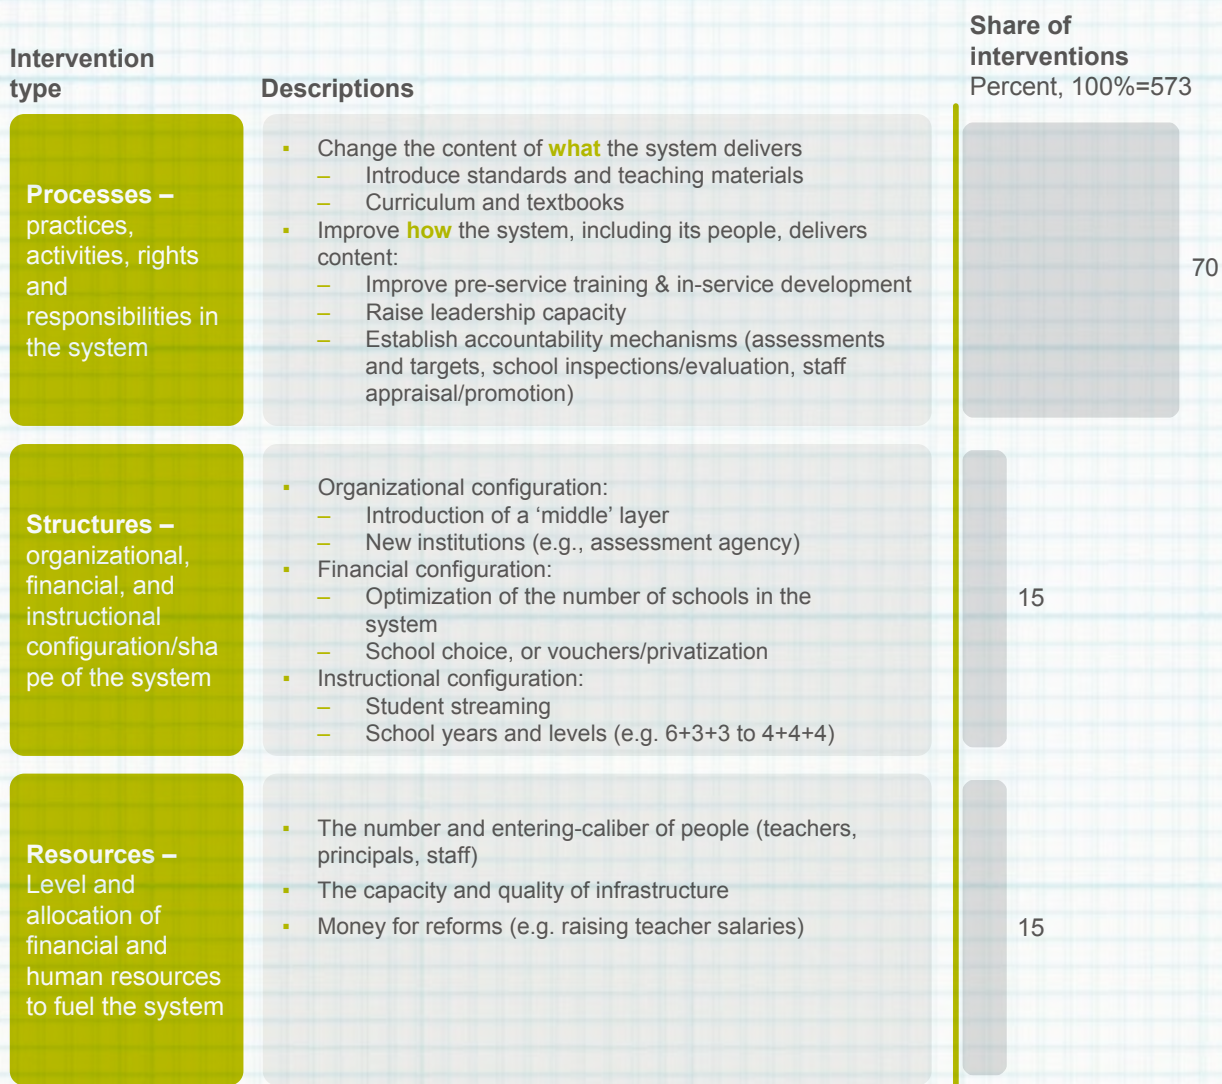 Intervention
type
Descriptions
Share of
interventions
Percent, 100%=573
Processes –
practices,
activities, rights
and
responsibilities in
the system
▪ Change the content of what the system delivers
– Introduce standards and teaching materials
– Curriculum and textbooks
▪ Improve how the system, including its people, delivers
content:
– Improve pre-service training & in-service development
– Raise leadership capacity
– Establish accountability mechanisms (assessments
and targets, school inspections/evaluation, staff
appraisal/promotion)
70
Structures –
organizational,
financial, and
instructional
configuration/sha
pe of the system
▪ Organizational configuration:
– Introduction of a ‘middle’ layer
– New institutions (e.g., assessment agency)
▪ Financial configuration:
– Optimization of the number of schools in the
system
– School choice, or vouchers/privatization
▪ Instructional configuration:
– Student streaming
– School years and levels (e.g. 6+3+3 to 4+4+4)
15
Resources –
Level and
allocation of
financial and
human resources
to fuel the system
▪ The number and entering-caliber of people (teachers,
principals, staff)
▪ The capacity and quality of infrastructure
▪ Money for reforms (e.g. raising teacher salaries)
15